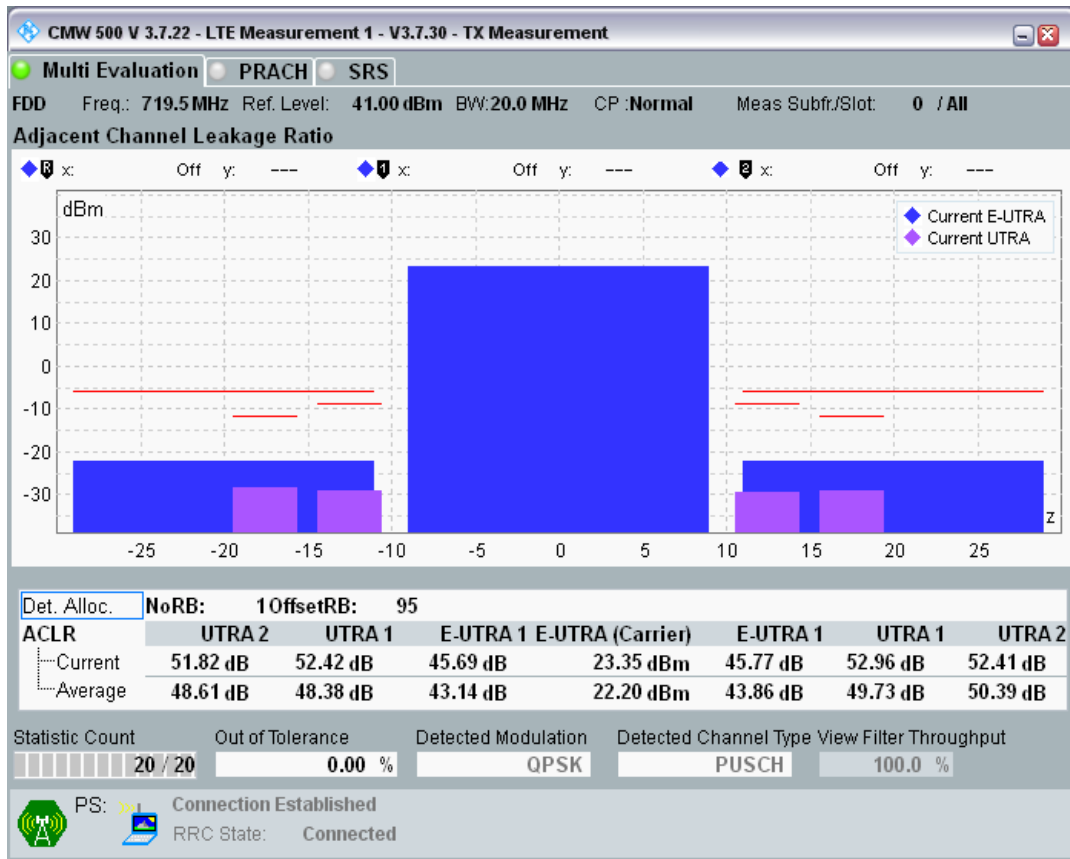 CMW 500 V 3.7.22 - LTE Measurement 1 - V3.7.30 - TX Measurement
Multi Evaluation PRACH SRS
FDD Freq.: 719.5 MHz Ref. Level: 41.00 dBm BW: 20.0 MHz CP :Normal Meas Subfr./Slot: 0 / All
Adjacent Channel Leakage Ratio
R x: Off y: --- 1 x: Off y: --- 2 x: Off y: ---
dBm
Current E-UTRA
Current UTRA
30
20
10
0
-10
-20
-30
z
-25 -20 -15 -10 -5 0 5 10 15 20 25
Det. Alloc. NoRB: 1 OffsetRB: 95
ACLR UTRA 2 UTRA 1 E-UTRA 1 E-UTRA (Carrier) E-UTRA 1 UTRA 1 UTRA 2
Current 51.82 dB 52.42 dB 45.69 dB 23.35 dBm 45.77 dB 52.96 dB 52.41 dB
Average 48.61 dB 48.38 dB 43.14 dB 22.20 dBm 43.86 dB 49.73 dB 50.39 dB
Statistic Count Out of Tolerance Detected Modulation Detected Channel Type View Filter Throughput
20 / 20 0.00 % QPSK PUSCH 100.0 %
PS: Connection Established
RRC State: Connected